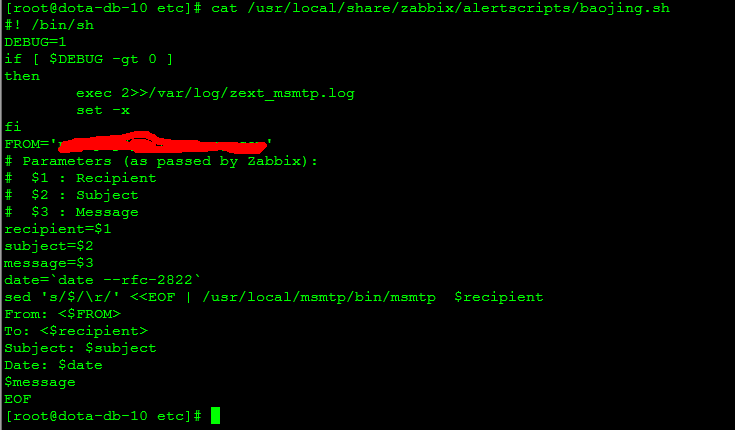 [root@dota-db-10 etc]# cat /usr/local/share/zabbix/alertscripts/baojing.sh
#! /bin/sh
DEBUG=1
if [ $DEBUG -gt 0 ]
then
        exec 2>>/var/log/zext_msmtp.log
        set -x
fi
FROM='
# Parameters (as passed by Zabbix):
#  $1 : Recipient
#  $2 : Subject
#  $3 : Message
recipient=$1
subject=$2
message=$3
date=`date --rfc-2822`
sed 's/$/\r/' <<EOF | /usr/local/msmtp/bin/msmtp  $recipient
From: <$FROM>
To: <$recipient>
Subject: $subject
Date: $date
$message
EOF
[root@dota-db-10 etc]#